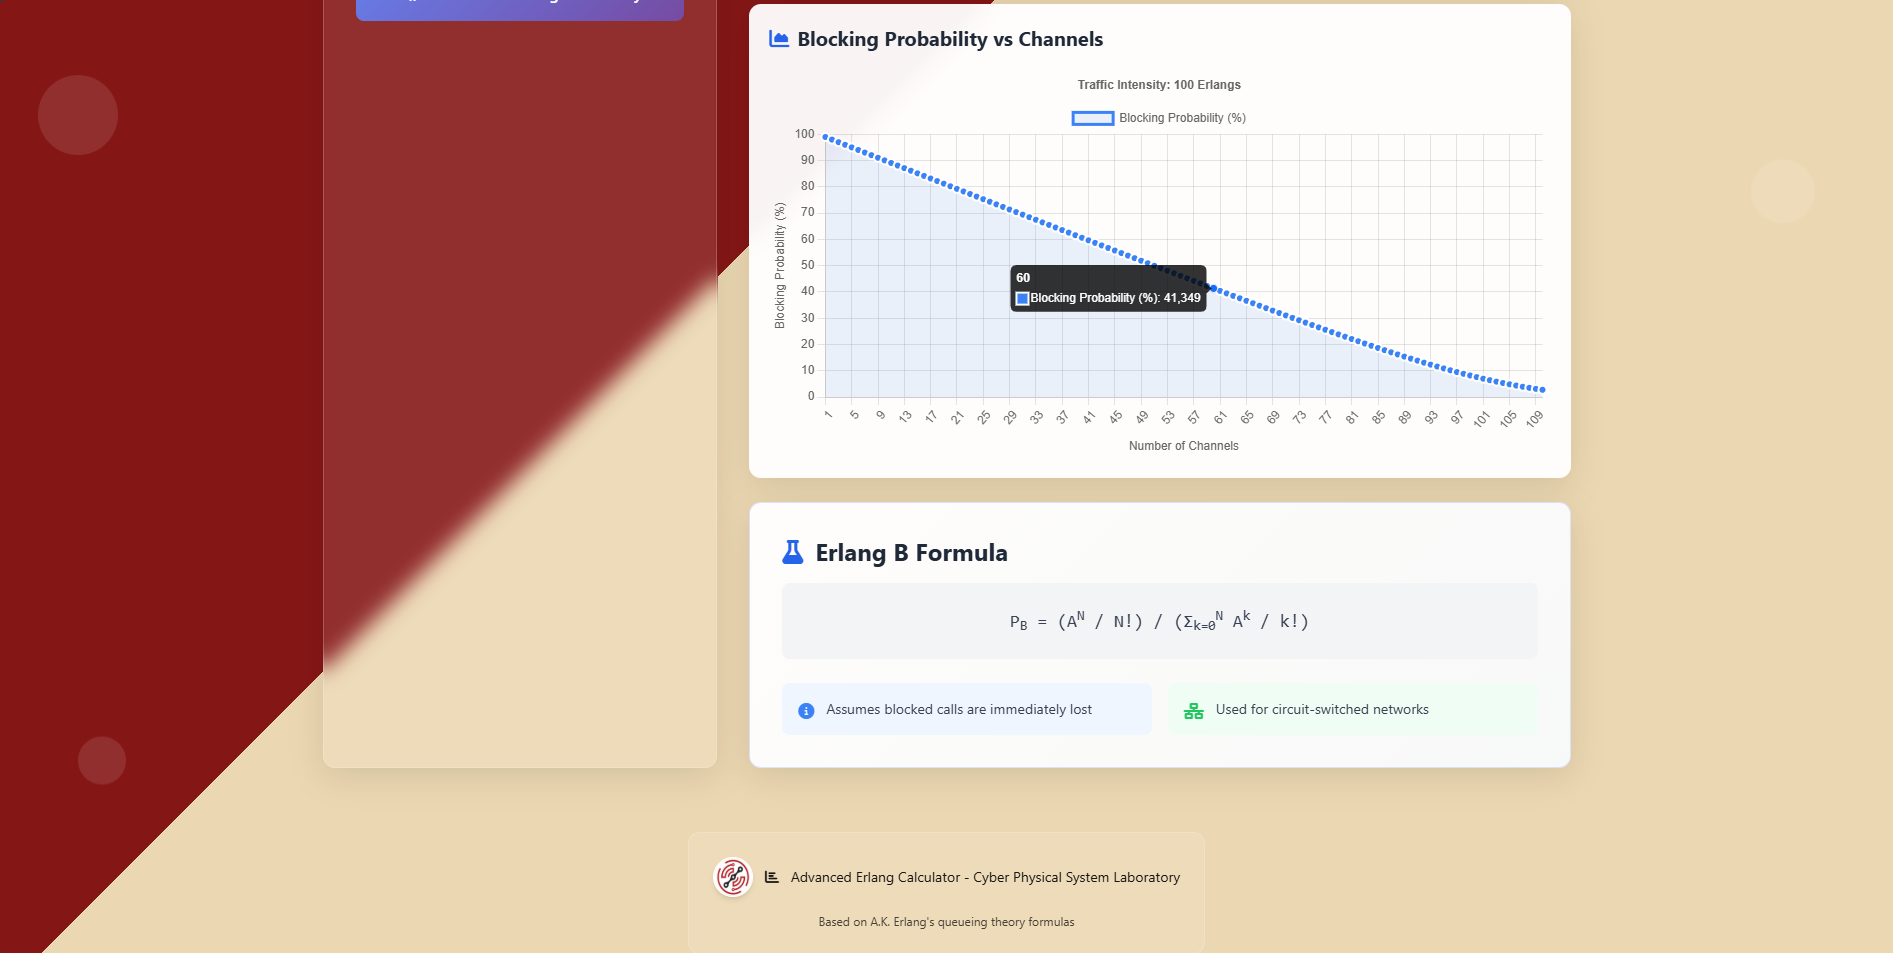 Blocking Probability vs Channels
Traffic Intensity: 100 Erlangs
Blocking Probability (%)
100
90
80
70
60
50
40
30
20
10
0
Blocking Probability (%)
60
Blocking Probability (%): 41,349
1 5 9 13 17 21 25 29 33 37 41 45 49 53 57 61 65 69 73 77 81 85 89 93 97 101 105 109
Number of Channels
Erlang B Formula
P_B = (A^N / N!) / (Σ_k=0^N A^k / k!)
Assumes blocked calls are immediately lost
Used for circuit-switched networks
Advanced Erlang Calculator - Cyber Physical System Laboratory
Based on A.K. Erlang's queueing theory formulas